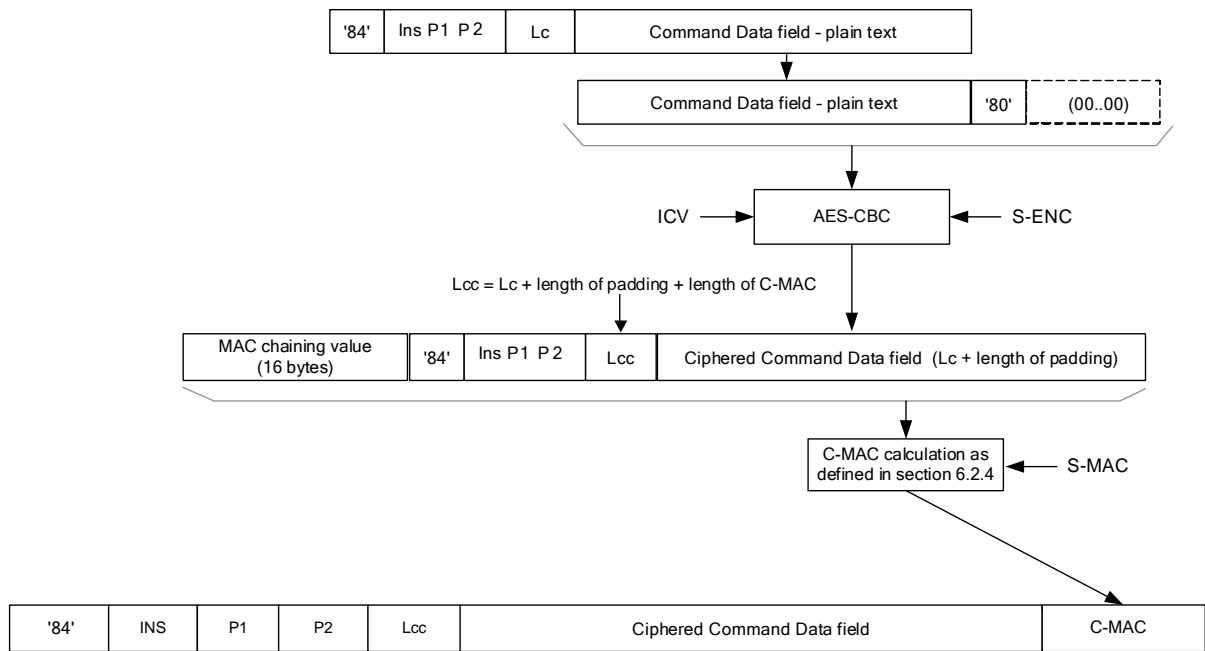 '84' Ins P1 P2 Lc Command Data field - plain text
Command Data field - plain text '80' (00..00)
ICV AES-CBC S-ENC
Lcc = Lc + length of padding + length of C-MAC
MAC chaining value
(16 bytes)
'84' Ins P1 P2 Lcc Ciphered Command Data field (Lc + length of padding)
C-MAC calculation as
defined in section 6.2.4
S-MAC
'84' INS P1 P2 Lcc Ciphered Command Data field C-MAC